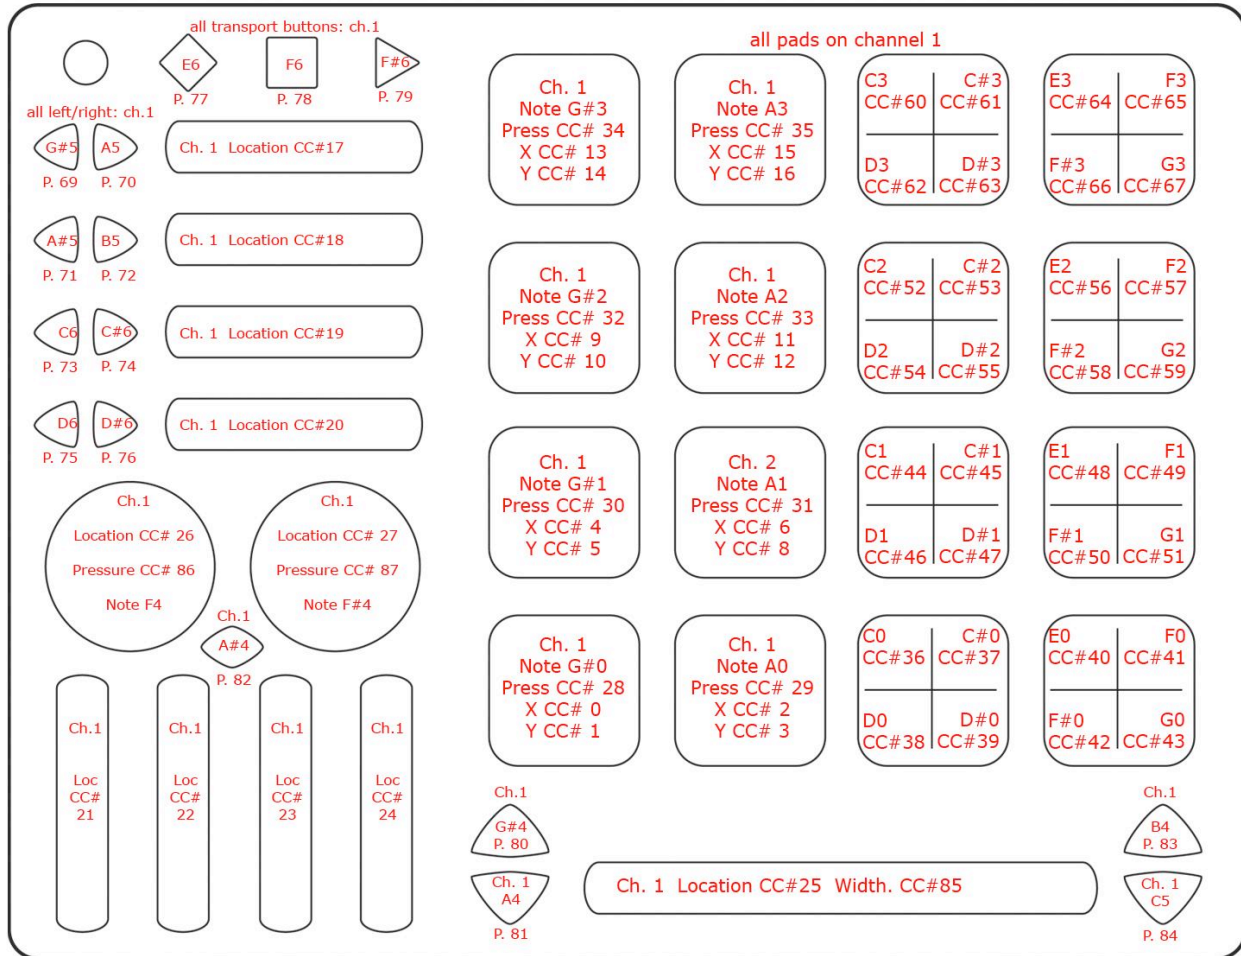 all transport buttons: ch.1
E6
F6
F#6
P. 77
P. 78
P. 79
all left/right: ch.1
G#5
A5
P. 69
P. 70
Ch. 1 Location CC#17
A#5
B5
P. 71
P. 72
Ch. 1 Location CC#18
C6
C#6
P. 73
P. 74
Ch. 1 Location CC#19
D6
D#6
P. 75
P. 76
Ch. 1 Location CC#20
Ch.1
Location CC# 26
Pressure CC# 86
Note F4
Ch.1
Location CC# 27
Pressure CC# 87
Note F#4
Ch.1
A#4
P. 82
Ch.1
Loc
CC#
21
Ch.1
Loc
CC#
22
Ch.1
Loc
CC#
23
Ch.1
Loc
CC#
24
all pads on channel 1
Ch. 1
Note G#3
Press CC# 34
X CC# 13
Y CC# 14
Ch. 1
Note A3
Press CC# 35
X CC# 15
Y CC# 16
C3 C#3
CC#60 CC#61
D3 D#3
CC#62 CC#63
E3 F3
CC#64 CC#65
F#3 G3
CC#66 CC#67
Ch. 1
Note G#2
Press CC# 32
X CC# 9
Y CC# 10
Ch. 1
Note A2
Press CC# 33
X CC# 11
Y CC# 12
C2 C#2
CC#52 CC#53
D2 D#2
CC#54 CC#55
E2 F2
CC#56 CC#57
F#2 G2
CC#58 CC#59
Ch. 1
Note G#1
Press CC# 30
X CC# 4
Y CC# 5
Ch. 2
Note A1
Press CC# 31
X CC# 6
Y CC# 8
C1 C#1
CC#44 CC#45
D1 D#1
CC#46 CC#47
E1 F1
CC#48 CC#49
F#1 G1
CC#50 CC#51
Ch. 1
Note G#0
Press CC# 28
X CC# 0
Y CC# 1
Ch. 1
Note A0
Press CC# 29
X CC# 2
Y CC# 3
C0 C#0
CC#36 CC#37
D0 D#0
CC#38 CC#39
E0 F0
CC#40 CC#41
F#0 G0
CC#42 CC#43
Ch.1
G#4
P. 80
Ch. 1
A4
P. 81
Ch. 1 Location CC#25 Width. CC#85
Ch.1
B4
P. 83
Ch. 1
C5
P. 84